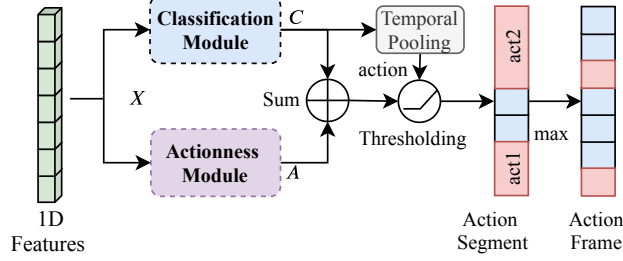 Classification
Module
C
Temporal
Pooling
action
act2
X
Sum
Thresholding
max
Actionness
Module
A
act1
1D
Features
Action
Segment
Action
Frame